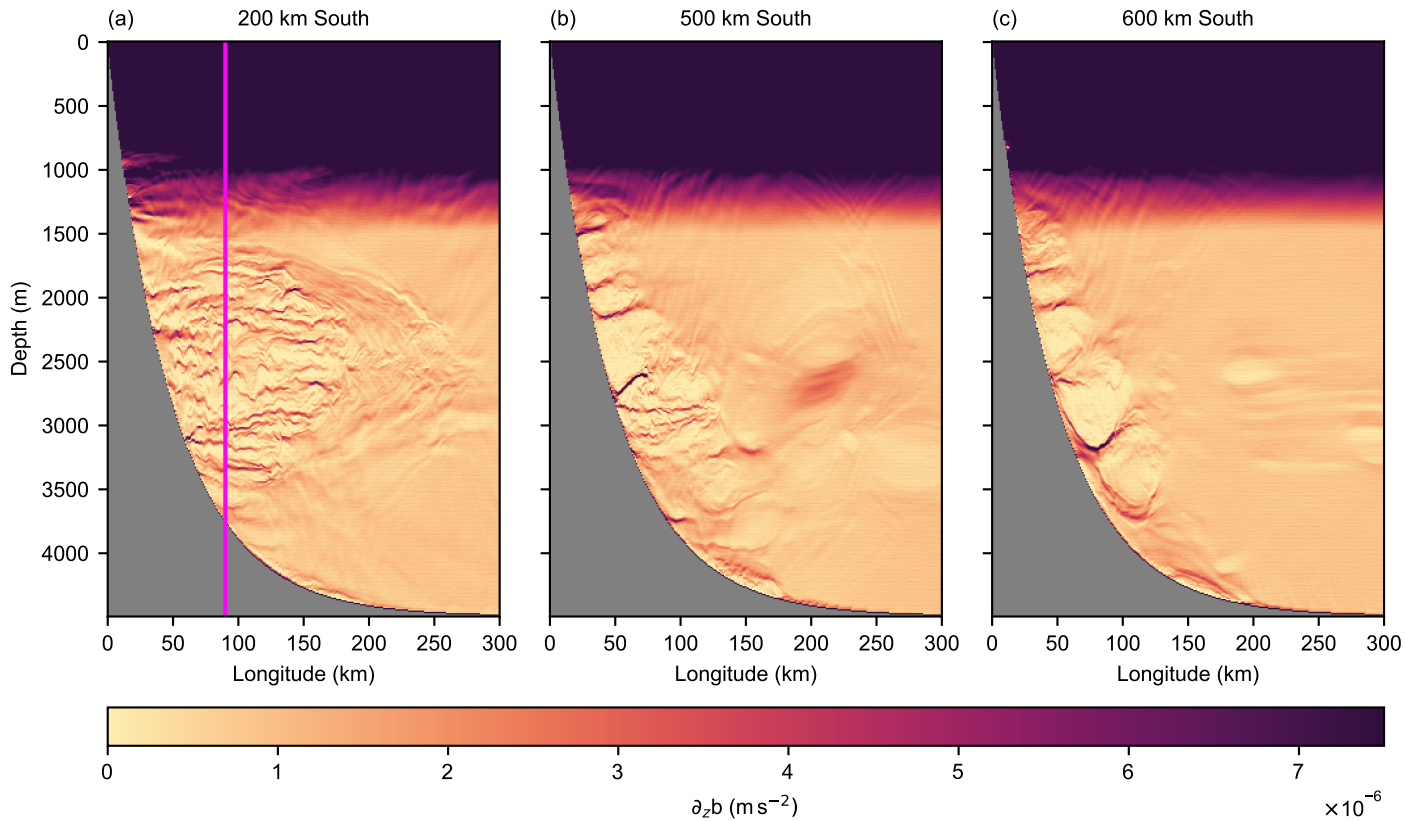 (a) 200 km South
(b) 500 km South
(c) 600 km South
0
500
1000
1500
2000
2500
3000
3500
4000
Depth (m)
0 50 100 150 200 250 300
0 50 100 150 200 250 300
0 50 100 150 200 250 300
Longitude (km)
Longitude (km)
Longitude (km)
0 1 2 3 4 5 6 7
∂zb (m s−2)
×10−6